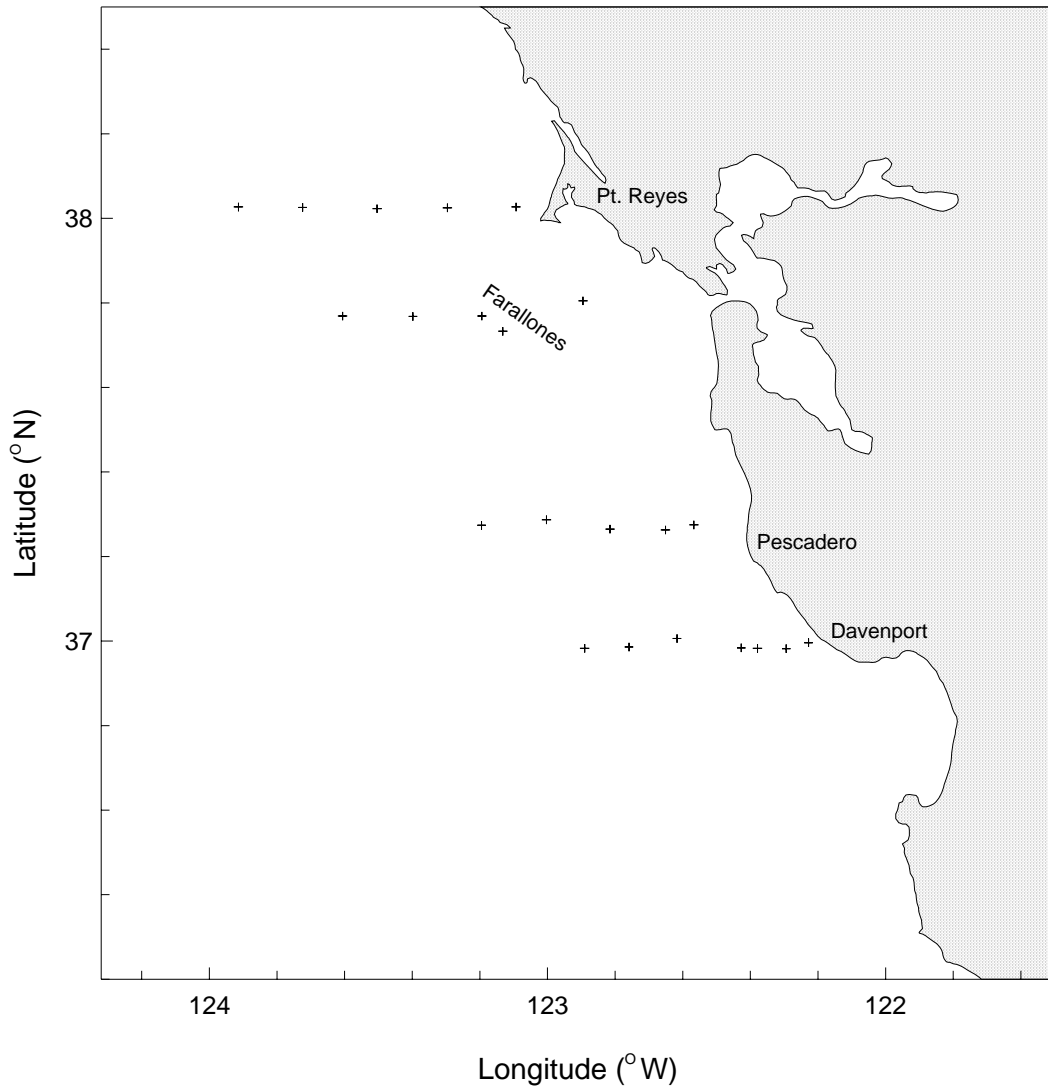 Pt. Reyes
38
Farallones
Latitude (°N)
Pescadero
Davenport
37
124
123
122
Longitude (°W)